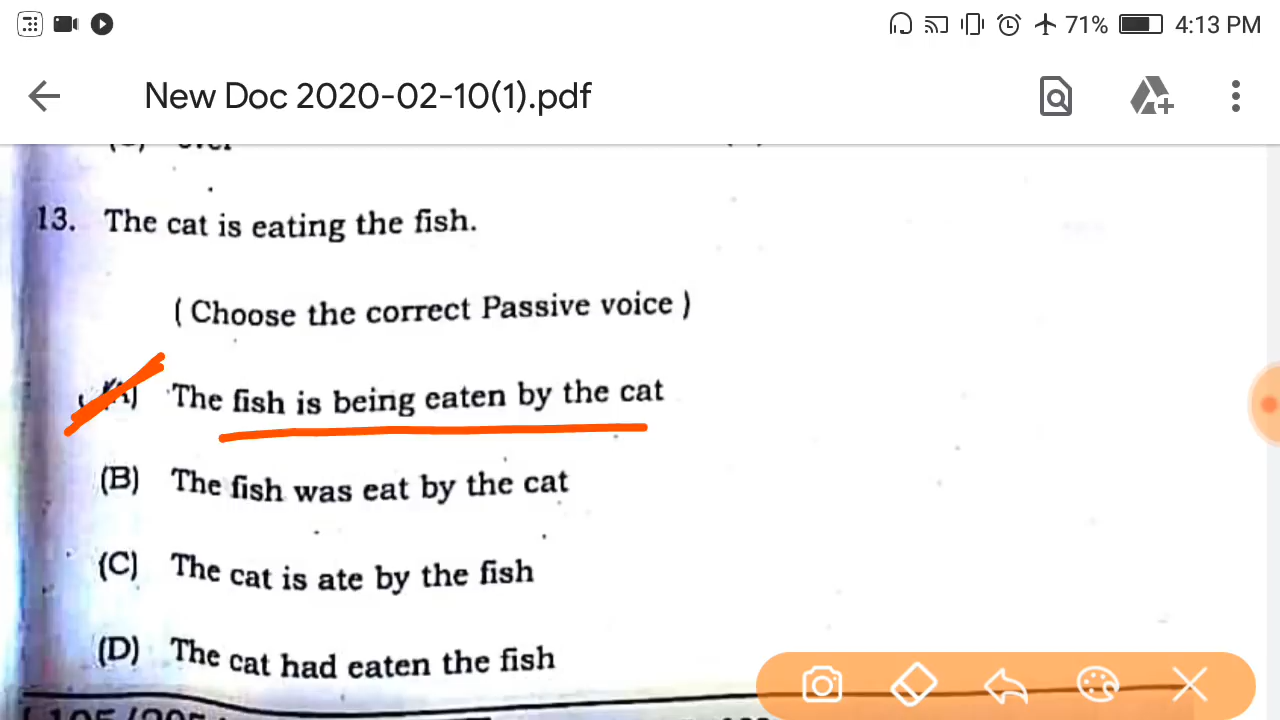 71% 4:13 PM
New Doc 2020-02-10(1).pdf
13. The cat is eating the fish.
( Choose the correct Passive voice )
(A) The fish is being eaten by the cat
(B) The fish was eat by the cat
(C) The cat is ate by the fish
(D) The cat had eaten the fish